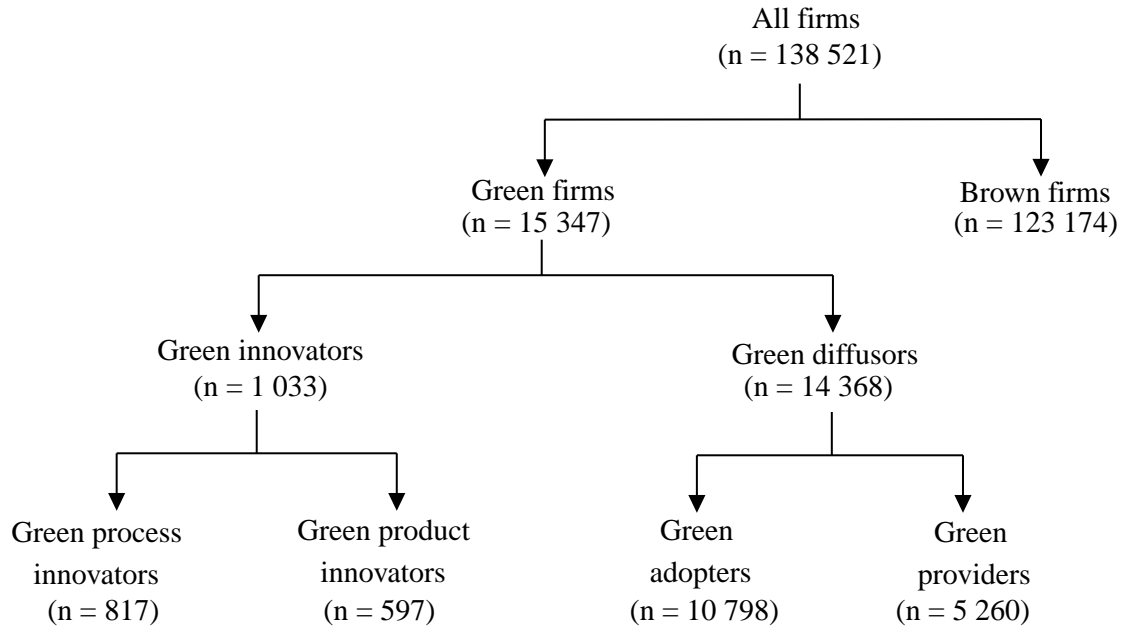 All firms
(n = 138 521)
Green firms
(n = 15 347)
Brown firms
(n = 123 174)
Green innovators
(n = 1 033)
Green diffusors
(n = 14 368)
Green process
innovators
(n = 817)
Green product
innovators
(n = 597)
Green
adopters
(n = 10 798)
Green
providers
(n = 5 260)